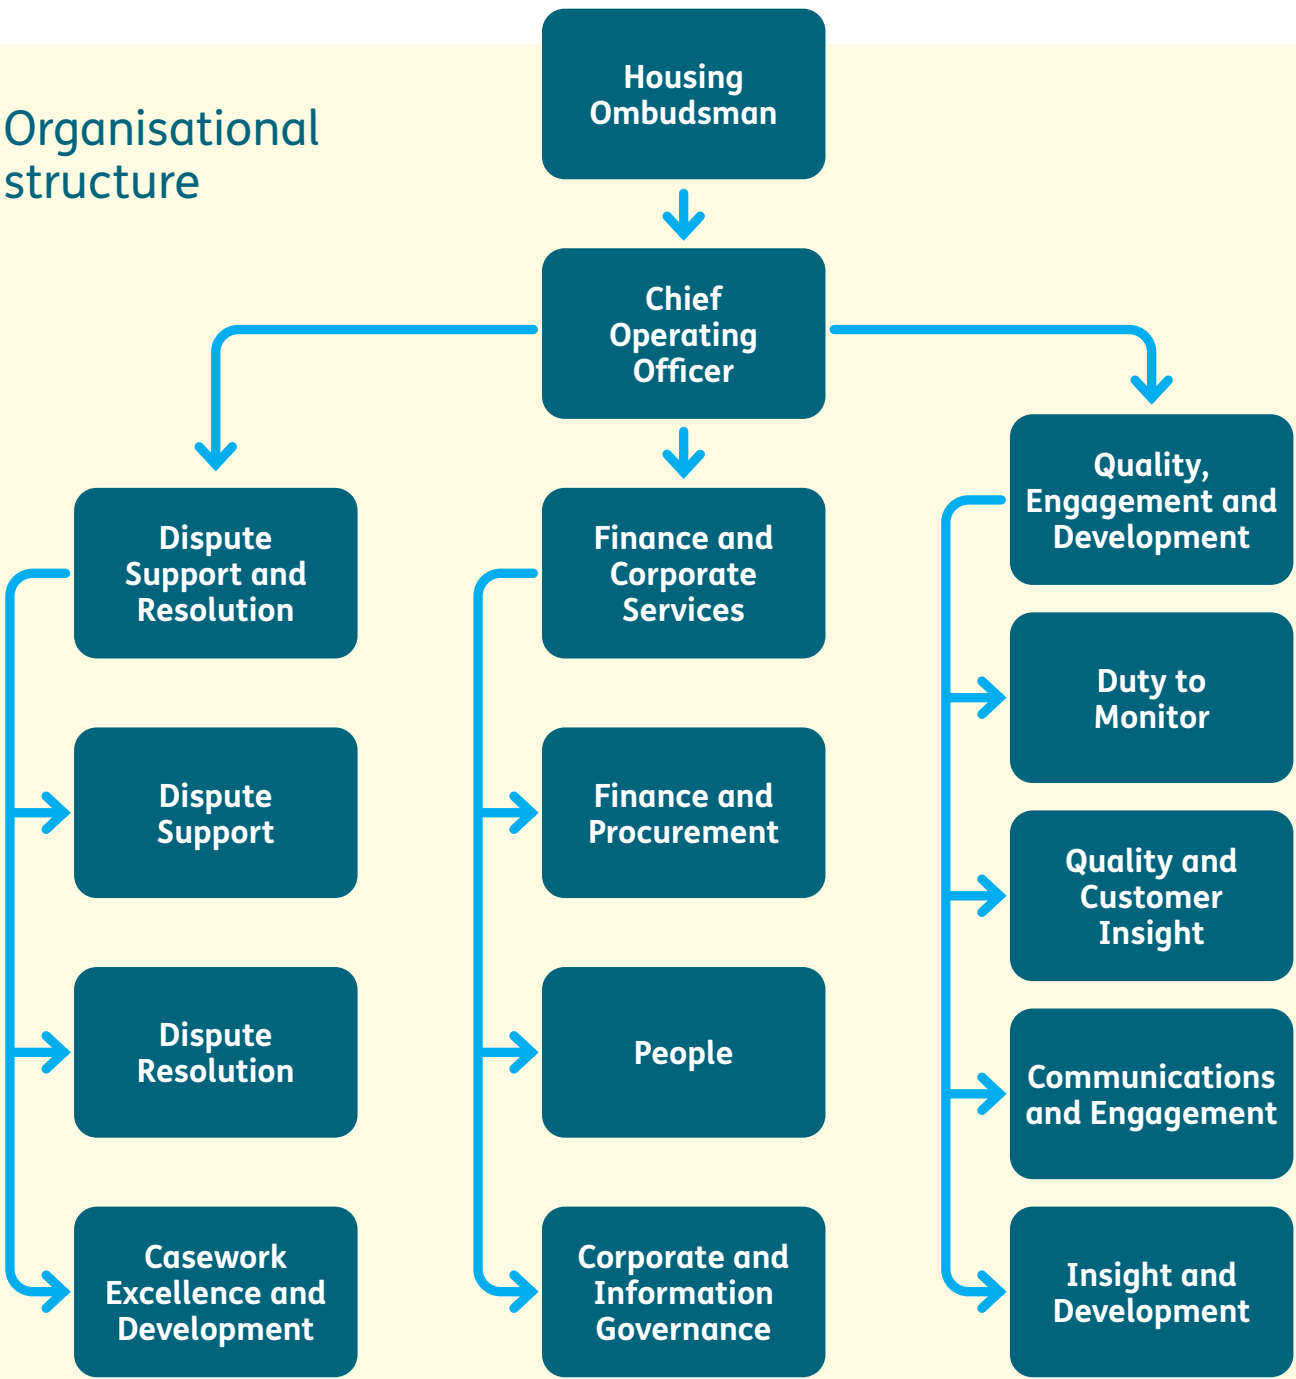 Housing
Ombudsman
Organisational
structure
Chief
Operating
Officer
Dispute
Support and
Resolution
Dispute
Support
Dispute
Resolution
Casework
Excellence and
Development
Finance and
Corporate
Services
Finance and
Procurement
People
Corporate and
Information
Governance
Quality,
Engagement and
Development
Duty to
Monitor
Quality and
Customer
Insight
Communications
and Engagement
Insight and
Development